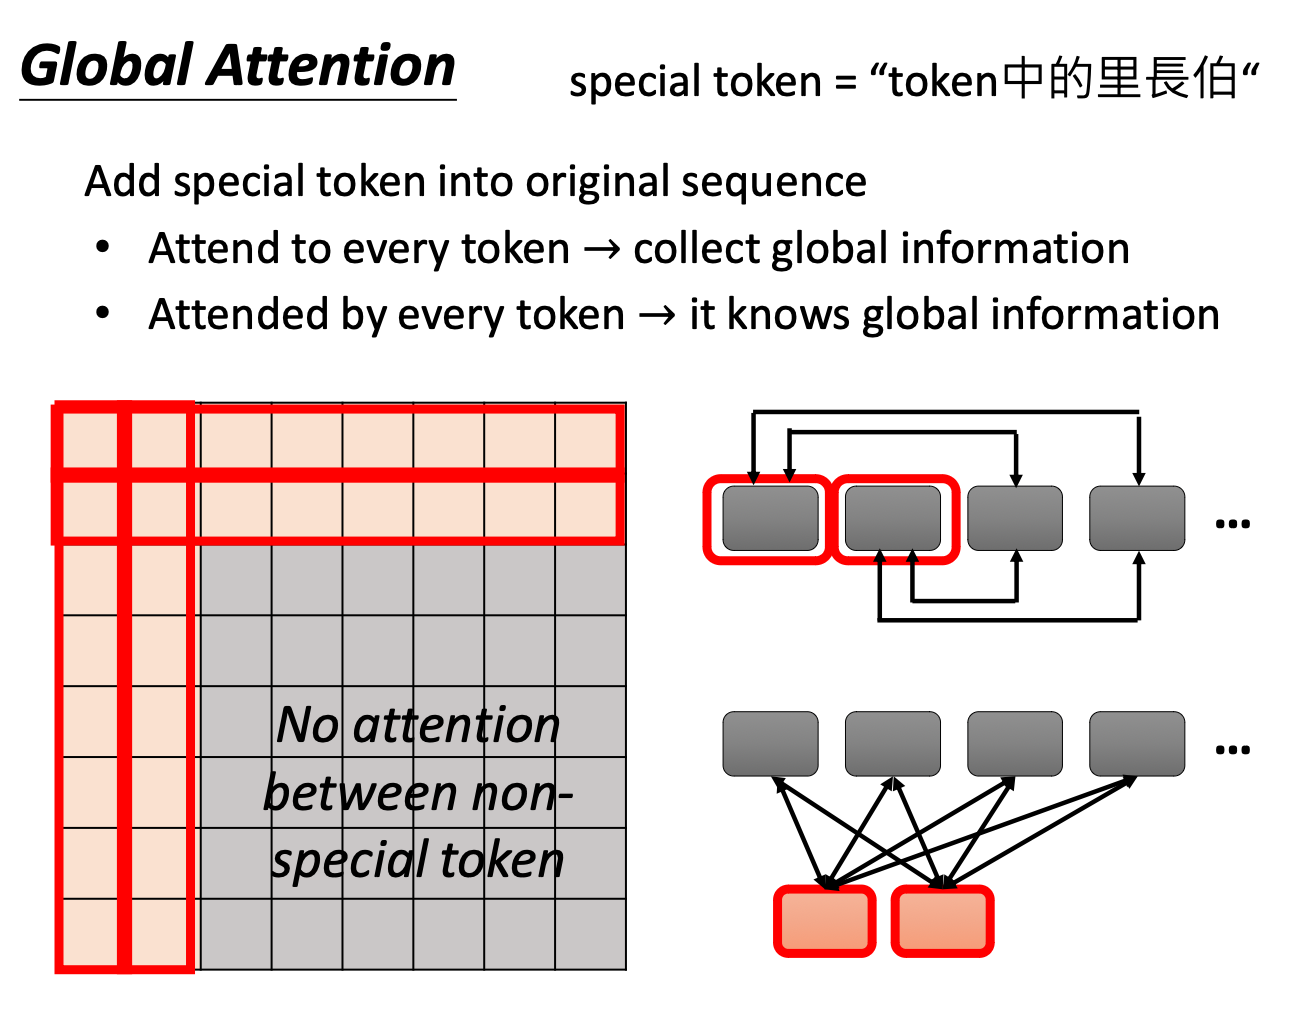 Global Attention
special token = “token中的里長伯“
Add special token into original sequence
• Attend to every token → collect global information
• Attended by every token → it knows global information
No attention
between non-
special token
...
...